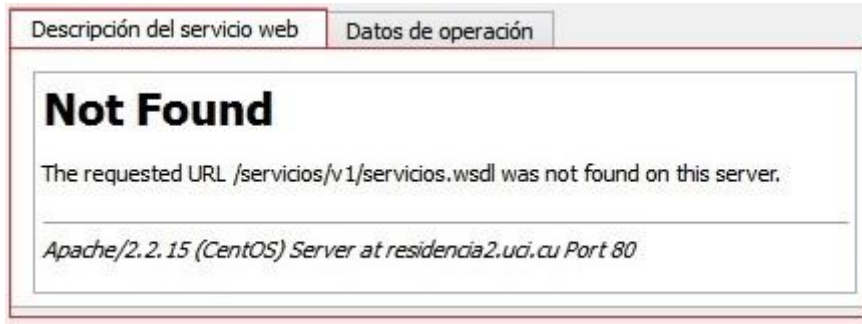 Descripción del servicio web Datos de operación
Not Found
The requested URL /servicios/v1/servicios.wsdl was not found on this server.
Apache/2.2.15 (CentOS) Server at residencia2.uci.cu Port 80